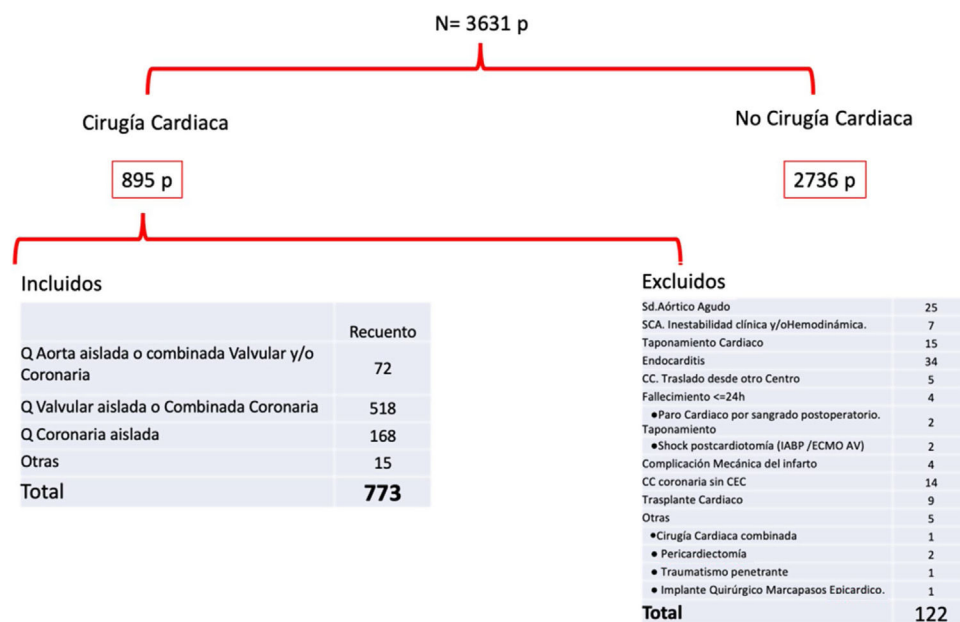 N= 3631 p
Cirugía Cardiaca
No Cirugía Cardiaca
895 p
2736 p
Incluidos
Recuento
Q Aorta aislada o combinada Valvular y/o
Coronaria
72
Q Valvular aislada o Combinada Coronaria 518
Q Coronaria aislada 168
Otras 15
Total 773
Excluidos
Sd.Aórtico Agudo 25
SCA. Inestabilidad clínica y/oHemodinámica. 7
Taponamiento Cardiaco 15
Endocarditis 34
CC. Traslado desde otro Centro 5
Fallecimiento <=24h 4
●Paro Cardiaco por sangrado postoperatorio.
Taponamiento
2
●Shock postcardiotomía (IABP /ECMO AV) 2
Complicación Mecánica del infarto 4
CC coronaria sin CEC 14
Trasplante Cardiaco 9
Otras 5
●Cirugía Cardiaca combinada 1
● Pericardiectomía 2
● Traumatismo penetrante 1
● Implante Quirúrgico Marcapasos Epicardico. 1
Total 122